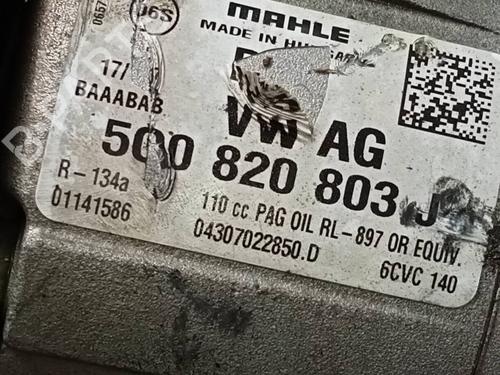 MAHLE
MADE IN HUNGARY
06S
17/
BAAABAB
VW AG
5Q0 820 803 J
R-134a
110 cc PAG OIL RL-897 OR EQUIV.
01141586
04307022850.D
6CVC 140